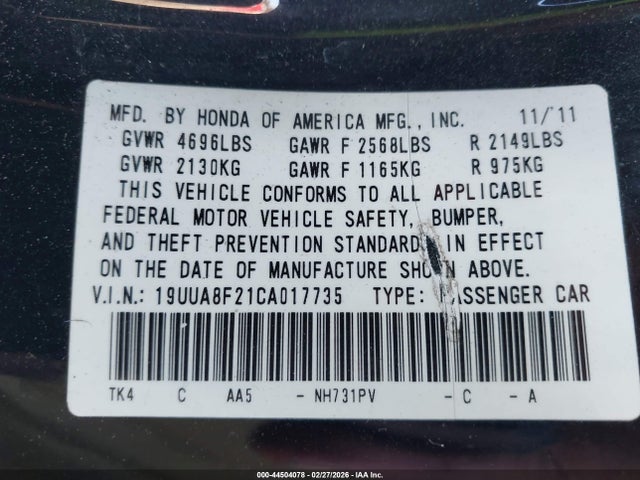 MFD. BY HONDA OF AMERICA MFG., INC. 11/'11
GVWR 4696LBS GAWR F 2568LBS R 2149LBS
GVWR 2130KG GAWR F 1165KG R 975KG
THIS VEHICLE CONFORMS TO ALL APPLICABLE
FEDERAL MOTOR VEHICLE SAFETY, BUMPER,
AND THEFT PREVENTION STANDARDS IN EFFECT
ON THE DATE OF MANUFACTURE SHOWN ABOVE.
V.I.N.: 19UUA8F21CA017735 TYPE: PASSENGER CAR
TK4 C AA5 - NH731PV - C - A
000-44504078 - 02/27/2026 - IAA Inc.